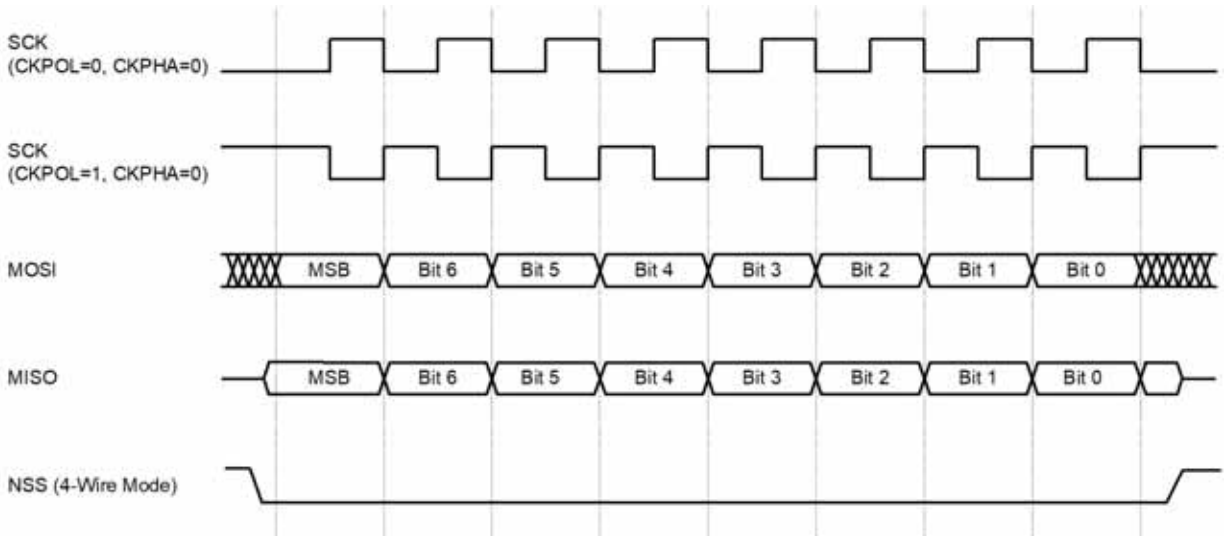 SCK
(CKPOL=0, CKPHA=0)
SCK
(CKPOL=1, CKPHA=0)
MOSI MSB Bit 6 Bit 5 Bit 4 Bit 3 Bit 2 Bit 1 Bit 0
MISO MSB Bit 6 Bit 5 Bit 4 Bit 3 Bit 2 Bit 1 Bit 0
NSS (4-Wire Mode)